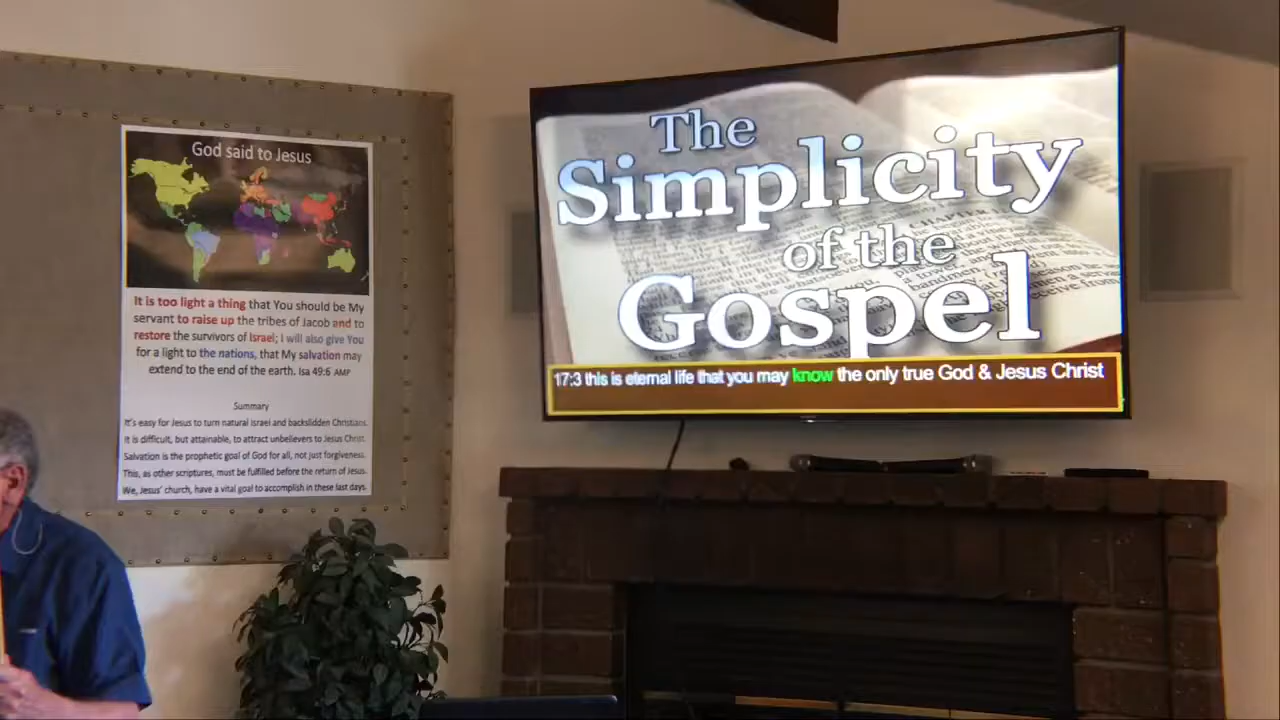 God said to Jesus
It is too light a thing that You should be My
servant to raise up the tribes of Jacob and to
restore the survivors of Israel; I will also give You
for a light to the nations, that My salvation may
extend to the end of the earth. Isa 49:6 AMP
Summary
It's easy for Jesus to turn natural Israel and backslidden Christians.
It is difficult, but attainable, to attract unbelievers to Jesus Christ.
Salvation is the prophetic goal of God for all, not just forgiveness.
This, as other scriptures, must be fulfilled before the return of Jesus.
We, Jesus' church, have a vital goal to accomplish in these last days.
The
Simplicity
of the
Gospel
17:3 this is eternal life that you may know the only true God & Jesus Christ